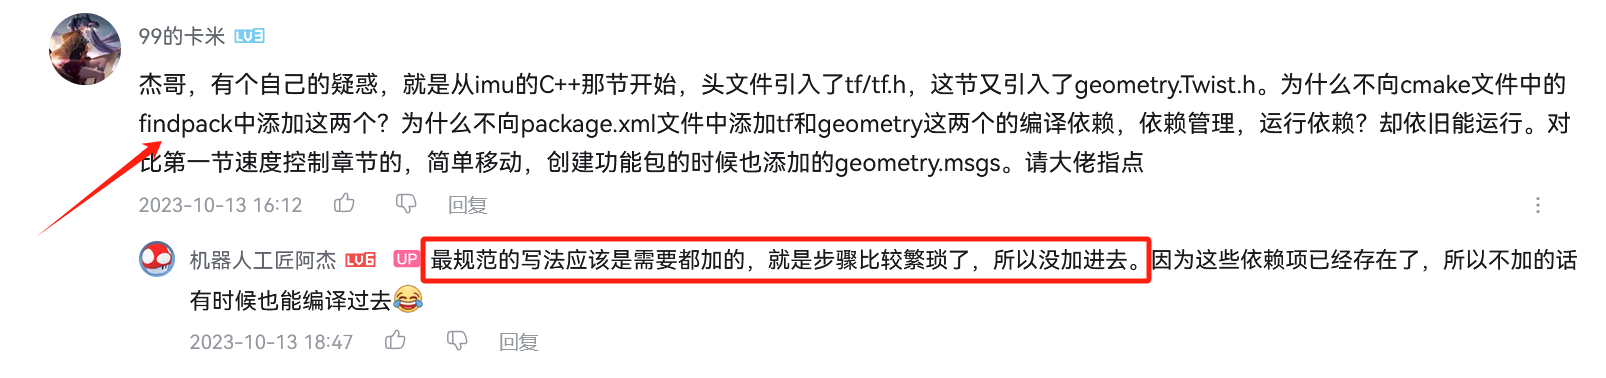 99的卡米 LV3
杰哥，有个自己的疑惑，就是从imu的C++那节开始，头文件引入了tf/tf.h，这节又引入了geometry.Twist.h。为什么不向cmake文件中的
findpack中添加这两个？为什么不向package.xml文件中添加tf和geometry这两个的编译依赖，依赖管理，运行依赖？却依旧能运行。对
比第一节速度控制章节的，简单移动，创建功能包的时候也添加的geometry.msgs。请大佬指点
2023-10-13 16:12 回复
机器人工匠阿杰 LV6 UP 最规范的写法应该是需要都加的，就是步骤比较繁琐了，所以没加进去。因为这些依赖项已经存在了，所以不加的话
有时候也能编译过去😂
2023-10-13 18:47 回复